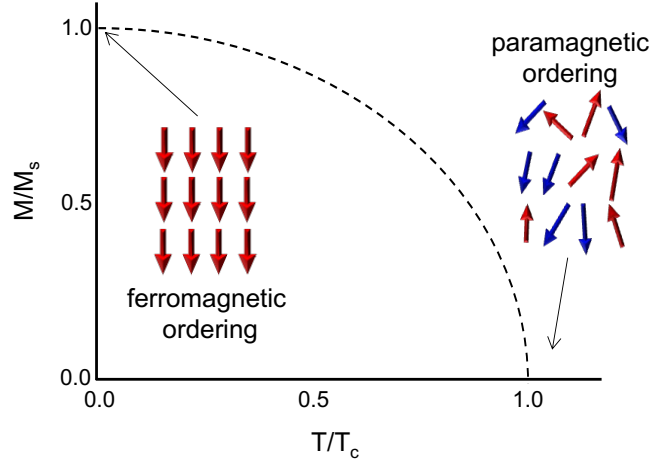 1.0
paramagnetic
ordering
M/Ms
0.5
ferromagnetic
ordering
0.0
0.0
0.5
1.0
T/Tc